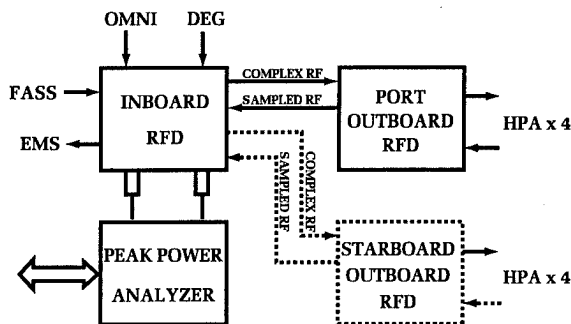 OMNI
DEG
FASS
EMS
INBOARD
RFD
COMPLEX RF
SAMPLED RF
PORT
OUTBOARD
RFD
HPA x 4
SAMPLED RF
COMPLEX RF
PEAK POWER
ANALYZER
STARBOARD
OUTBOARD
RFD
HPA x 4